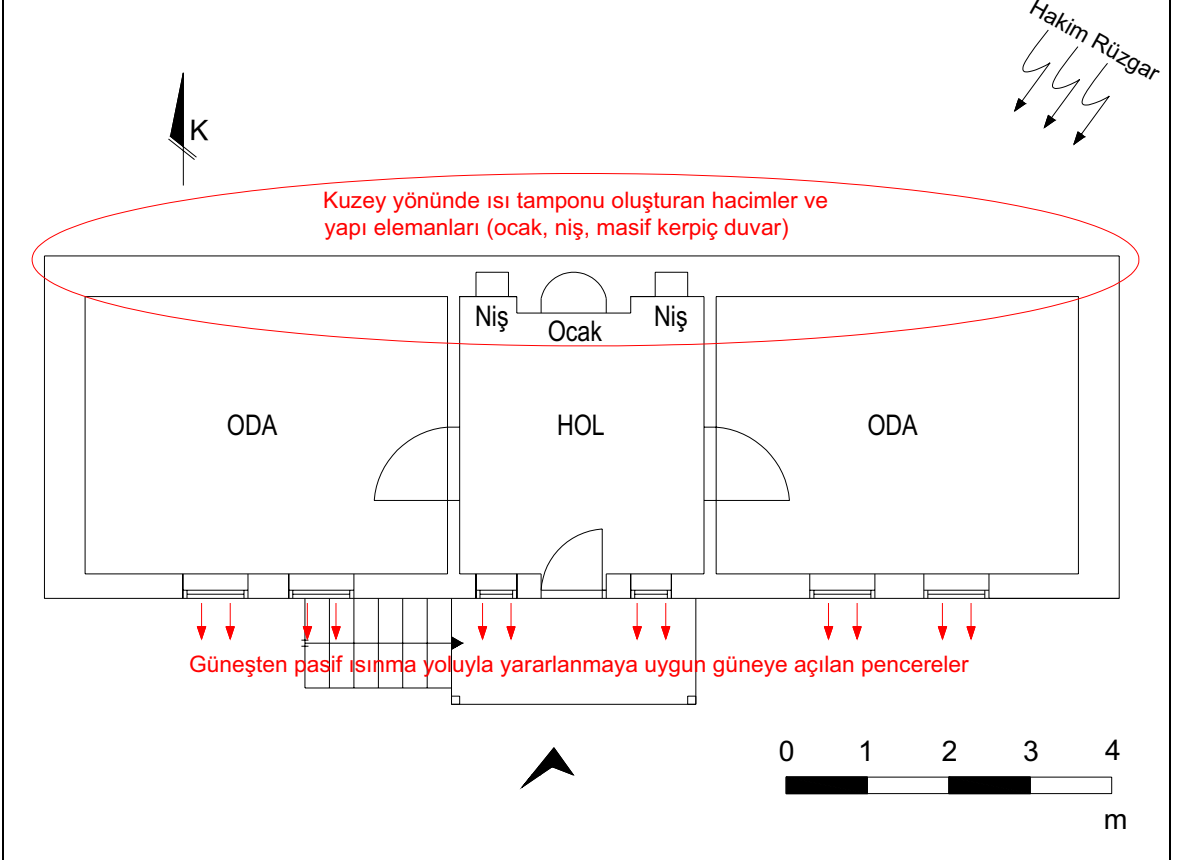 Hakim Rüzgar
K
Kuzey yönünde ısı tamponu oluşturan hacimler ve
yapı elemanları (ocak, niş, masif kerpiç duvar)
Niş
Ocak
Niş
ODA
HOL
ODA
Güneşten pasif ısınma yoluyla yararlanmaya uygun güneye açılan pencereler
0 1 2 3 4
m